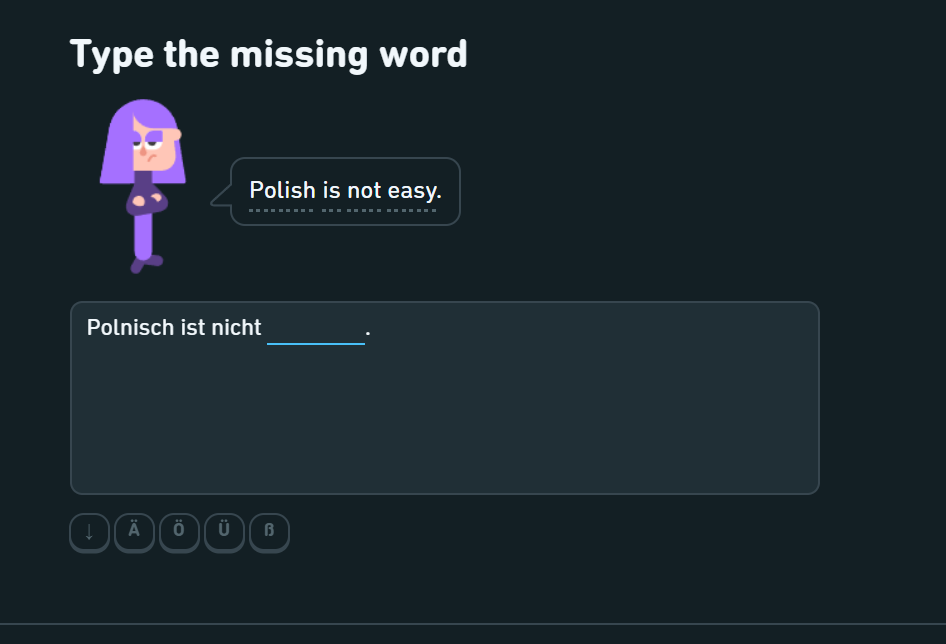 Type the missing word
Polish is not easy.
Polnisch ist nicht ________.
↓ Ä Ö Ü ß